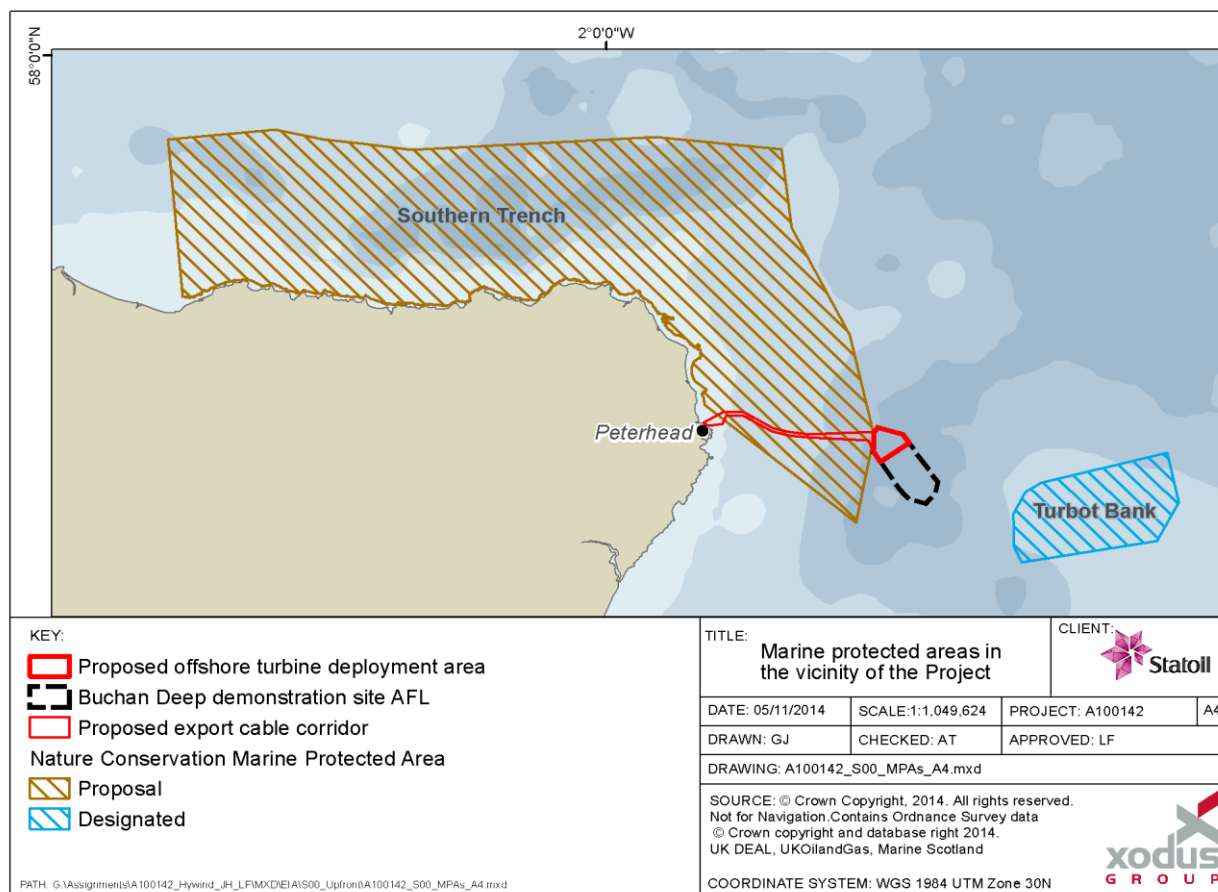 2°0'0"W
58°0'0"N
Southern Trench
Peterhead
Turbot Bank
KEY:
Proposed offshore turbine deployment area
Buchan Deep demonstration site AFL
Proposed export cable corridor
Nature Conservation Marine Protected Area
Proposal
Designated
PATH: G:\Assignments\A100142_Hywind_JH_LF\MXD\EIA\S00_Upfront\A100142_S00_MPAs_A4.mxd
TITLE:
Marine protected areas in
the vicinity of the Project
CLIENT:
Statoil
DATE: 05/11/2014
SCALE:1:1,049,624
PROJECT: A100142
A4
DRAWN: GJ
CHECKED: AT
APPROVED: LF
DRAWING: A100142_S00_MPAs_A4.mxd
SOURCE: © Crown Copyright, 2014. All rights reserved.
Not for Navigation.Contains Ordnance Survey data
© Crown copyright and database right 2014.
UK DEAL, UKOilandGas, Marine Scotland
COORDINATE SYSTEM: WGS 1984 UTM Zone 30N
xodus
GROUP